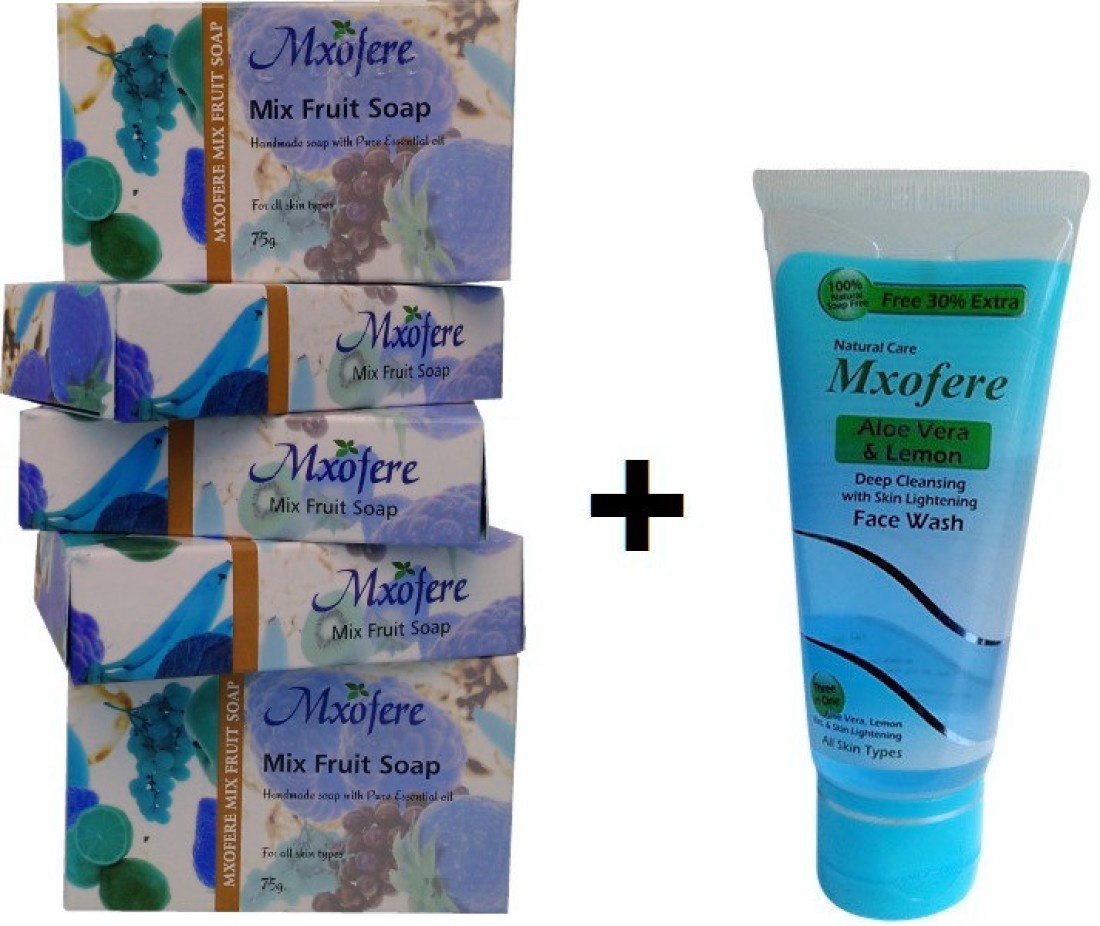 MXOFERE MIX FRUIT SOAP
Mxofere
Mix Fruit Soap
Handmade soap with Pure Essential oil
For all skin types
75g.
Mxofere
Mix Fruit Soap
Mxofere
Mix Fruit Soap
Mxofere
Mix Fruit Soap
MXOFERE MIX FRUIT SOAP
Mxofere
Mix Fruit Soap
Handmade soap with Pure Essential oil
For all skin types
75g.
+
100%
Natural
Soap Free
Free 30% Extra
Natural Care
Mxofere
Aloe Vera
& Lemon
Deep Cleansing
with Skin Lightening
Face Wash
Three
in One
Aloe Vera, Lemon
& Skin Lightening
All Skin Types